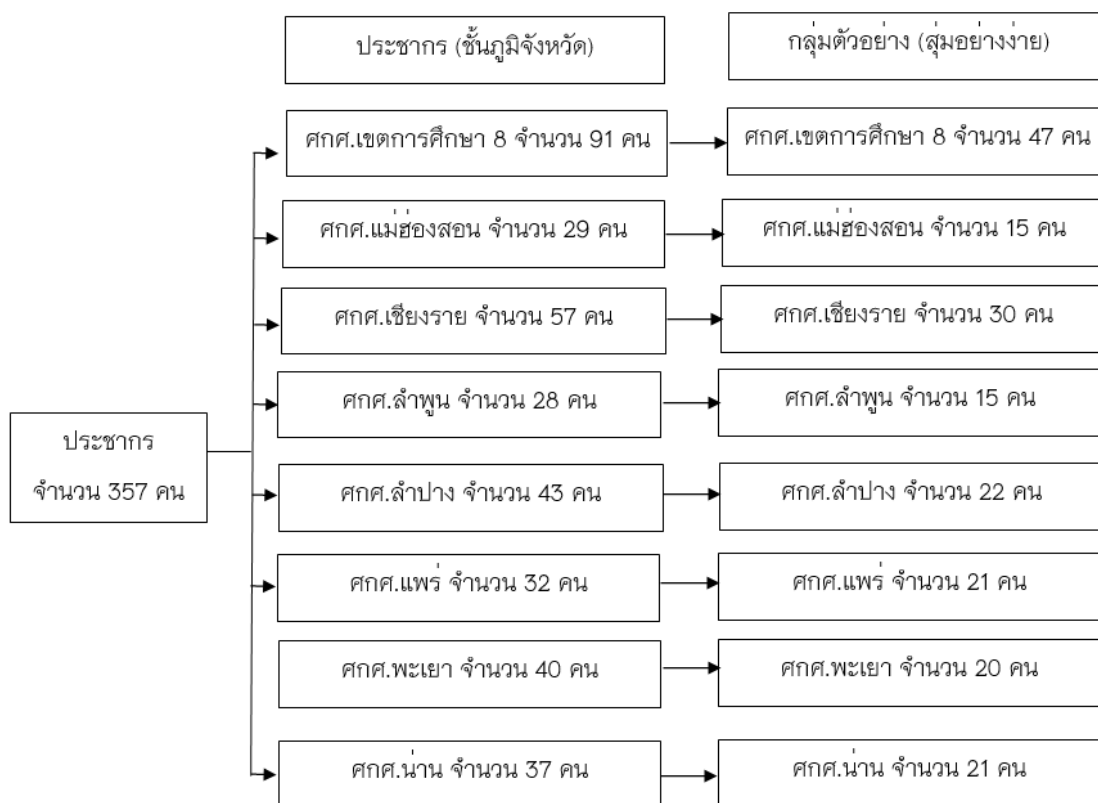 ประชากร (ชั้นภูมิจังหวัด)
กลุ่มตัวอย่าง (สุ่มอย่างง่าย)
ศกศ.เขตการศึกษา 8 จำนวน 91 คน
ศกศ.เขตการศึกษา 8 จำนวน 47 คน
ศกศ.แม่ฮ่องสอน จำนวน 29 คน
ศกศ.แม่ฮ่องสอน จำนวน 15 คน
ศกศ.เชียงราย จำนวน 57 คน
ศกศ.เชียงราย จำนวน 30 คน
ศกศ.ลำพูน จำนวน 28 คน
ศกศ.ลำพูน จำนวน 15 คน
ประชากร
จำนวน 357 คน
ศกศ.ลำปาง จำนวน 43 คน
ศกศ.ลำปาง จำนวน 22 คน
ศกศ.แพร่ จำนวน 32 คน
ศกศ.แพร่ จำนวน 21 คน
ศกศ.พะเยา จำนวน 40 คน
ศกศ.พะเยา จำนวน 20 คน
ศกศ.น่าน จำนวน 37 คน
ศกศ.น่าน จำนวน 21 คน